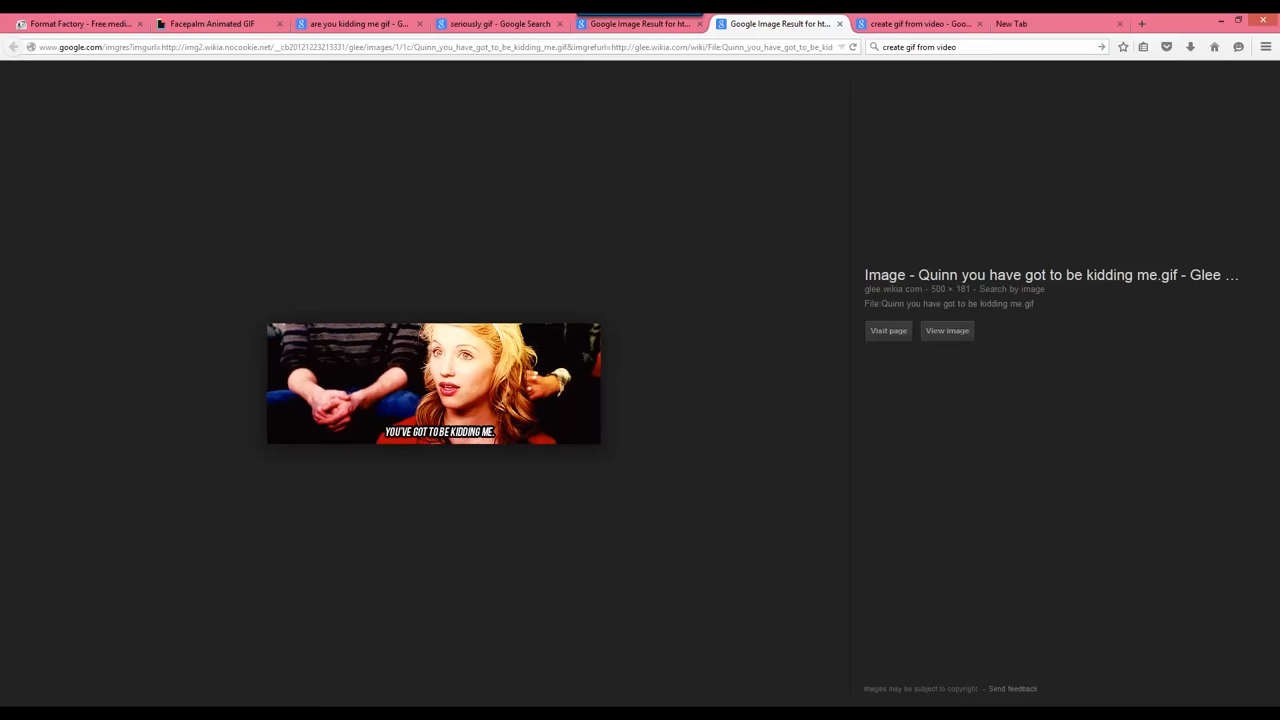 Format Factory - Free medi...
Facepalm Animated GIF
are you kidding me gif - G...
seriously gif - Google Search
Google Image Result for ht...
Google Image Result for ht...
create gif from video - Goo...
New Tab
www.google.com/imgres?imgurl=http://img2.wikia.nocookie.net/__cb20121223213331/glee/images/1/1c/Quinn_you_have_got_to_be_kidding_me.gif&imgrefurl=http://glee.wikia.com/wiki/File:Quinn_you_have_got_to_be_kid
create gif from video
Image - Quinn you have got to be kidding me.gif - Glee ...
glee.wikia.com - 500 × 181 - Search by image
File:Quinn you have got to be kidding me.gif
Visit page
View image
YOU'VE GOT TO BE KIDDING ME.
Images may be subject to copyright. - Send feedback